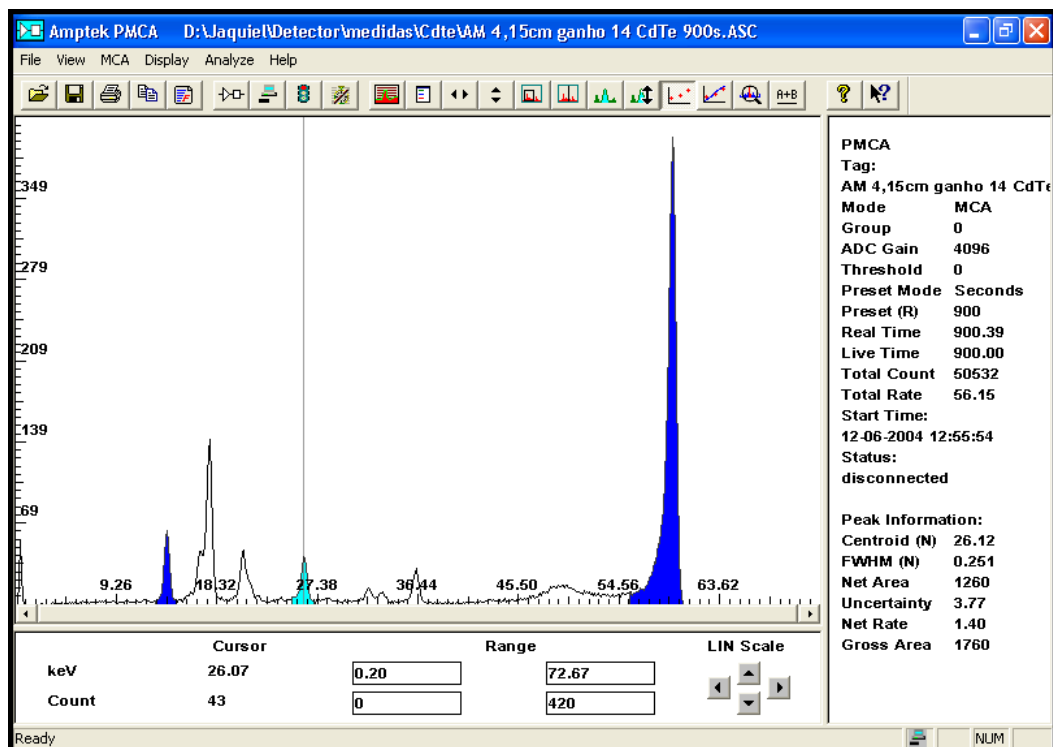 Amptek PMCA D:\Jaquiel\Detector\medidas\Cdte\AM 4,15cm ganho 14 CdTe 900s.ASC
File View MCA Display Analyze Help
A+B
349
279
209
139
69
9.26 18.32 27.38 36.44 45.50 54.56 63.62
PMCA
Tag:
AM 4,15cm ganho 14 CdTe
Mode MCA
Group 0
ADC Gain 4096
Threshold 0
Preset Mode Seconds
Preset (R) 900
Real Time 900.39
Live Time 900.00
Total Count 50532
Total Rate 56.15
Start Time:
12-06-2004 12:55:54
Status:
disconnected
Peak Information:
Centroid (N) 26.12
FWHM (N) 0.251
Net Area 1260
Uncertainty 3.77
Net Rate 1.40
Gross Area 1760
Cursor Range LIN Scale
keV 26.07 0.20 72.67
Count 43 0 420
Ready NUM